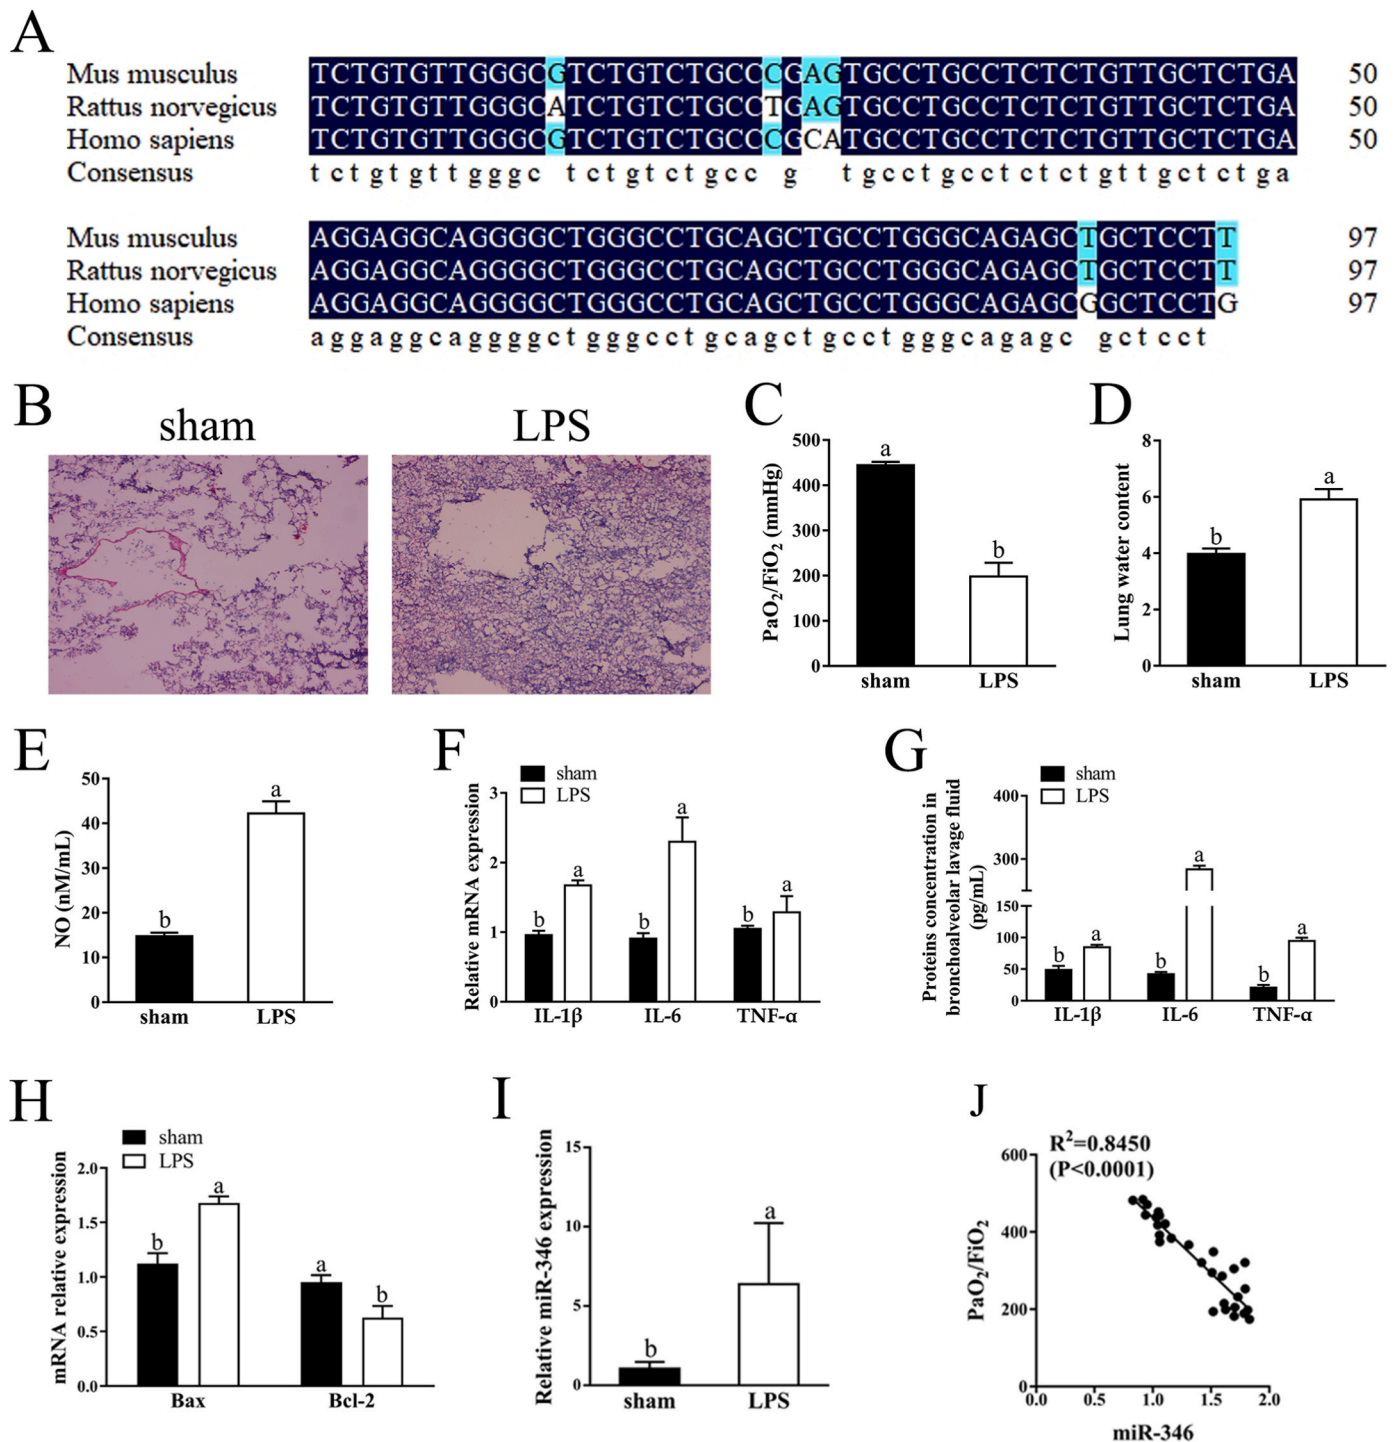 A
Mus musculus TCTGTGTTGGGCGTCTGTCTGCCCGAGTGCCTGCCTCTCTGTTGCTCTGA 50
Rattus norvegicus TCTGTGTTGGGCATCTGTCTGCCTGAGTGCCTGCCTCTCTGTTGCTCTGA 50
Homo sapiens TCTGTGTTGGGCGTCTGTCTGCCCGCATGCCTGCCTCTCTGTTGCTCTGA 50
Consensus tctgtgttgggc tctgtctgcc g tgcctgcctctctgttgctctga
Mus musculus AGGAGGCAGGGGCTGGGCCTGCAGCTGCCTGGGCAGAGCTGCTCCTT 97
Rattus norvegicus AGGAGGCAGGGGCTGGGCCTGCAGCTGCCTGGGCAGAGCTGCTCCTT 97
Homo sapiens AGGAGGCAGGGGCTGGGCCTGCAGCTGCCTGGGCAGAGCGGCTCCTG 97
Consensus aggaggcaggggctgggcctgcagctgcctgggcagagc gctcct
B
sham LPS
C
PaO2/FiO2 (mmHg)
500
400
300
200
100
0
a
b
sham LPS
D
Lung water content
8
6
4
2
0
b
a
sham LPS
E
NO (nM/mL)
50
40
30
20
10
0
b
a
sham LPS
F
sham
LPS
Relative mRNA expression
3
2
1
0
b a b a b a
IL-1β IL-6 TNF-α
G
sham
LPS
Proteins concentration in
bronchoalveolar lavage fluid
(pg/mL)
400
300
150
100
50
0
b a b a b a
IL-1β IL-6 TNF-α
H
sham
LPS
mRNA relative expression
2.0
1.5
1.0
0.5
0.0
b a a b
Bax Bcl-2
I
Relative miR-346 expression
15
10
5
0
b
a
sham LPS
J
R²=0.8450
(P<0.0001)
PaO2/FiO2
600
400
200
0
0.0 0.5 1.0 1.5 2.0
miR-346